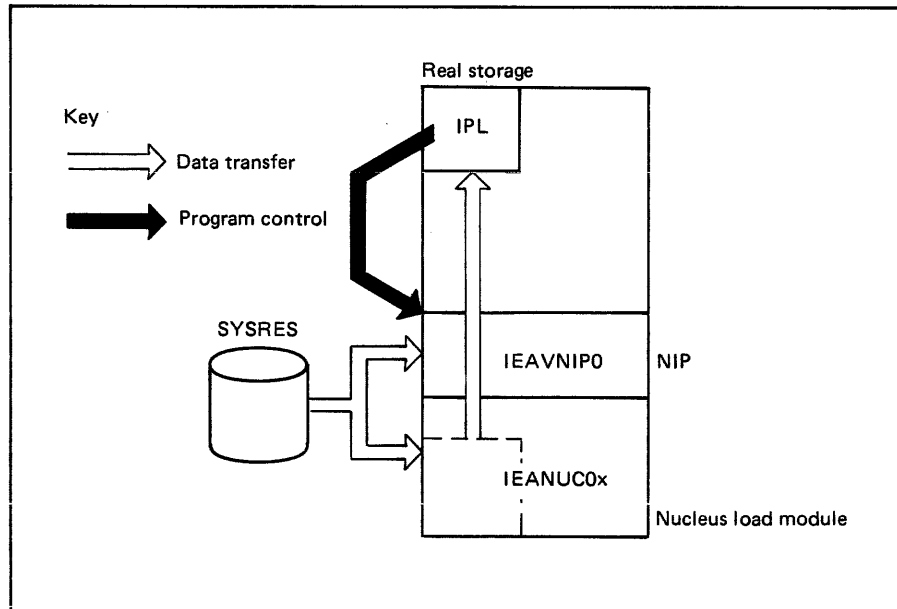 Real storage
Key
IPL
Data transfer
Program control
SYSRES
IEAVNIP0
NIP
IEANUC0x
Nucleus load module